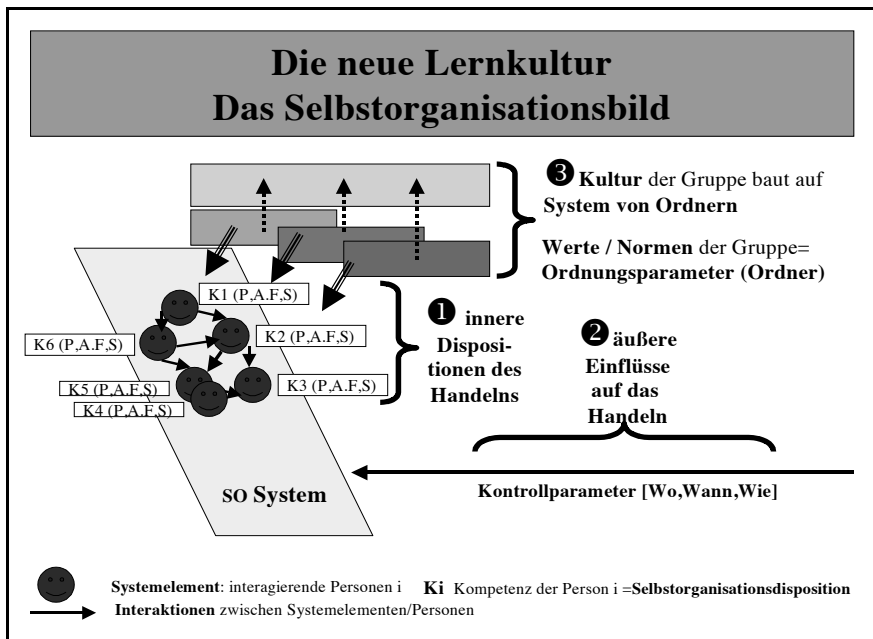 Die neue Lernkultur
Das Selbstorganisationsbild
❸ Kultur der Gruppe baut auf
System von Ordnern
Werte / Normen der Gruppe=
Ordnungsparameter (Ordner)
K1 (P,A.F,S)
K2 (P,A.F,S)
K6 (P,A.F,S)
K3 (P,A.F,S)
K5 (P,A.F,S)
K4 (P,A.F,S)
❶ innere
Disposi-
tionen des
Handelns
❷ äußere
Einflüsse
auf das
Handeln
SO System
Kontrollparameter [Wo,Wann,Wie]
Systemelement: interagierende Personen i Ki Kompetenz der Person i =Selbstorganisationsdisposition
Interaktionen zwischen Systemelementen/Personen